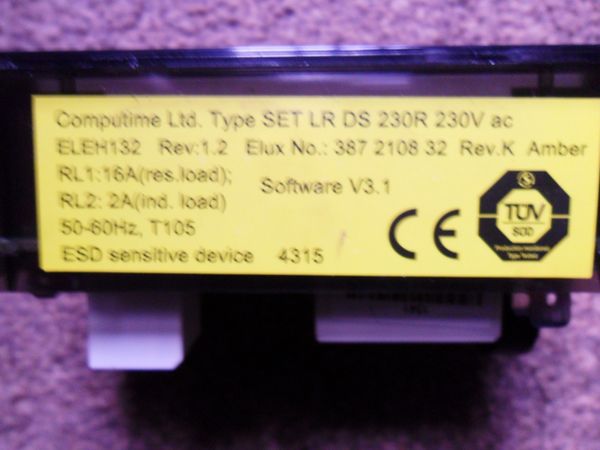 Computime Ltd. Type SET LR DS 230R 230V ac
ELEH132 Rev:1.2 Elux No.: 387 2108 32 Rev.K Amber
RL1:16A(res.load);
RL2: 2A(ind. load)
Software V3.1
50-60Hz, T105
ESD sensitive device 4315
CE
TÜV